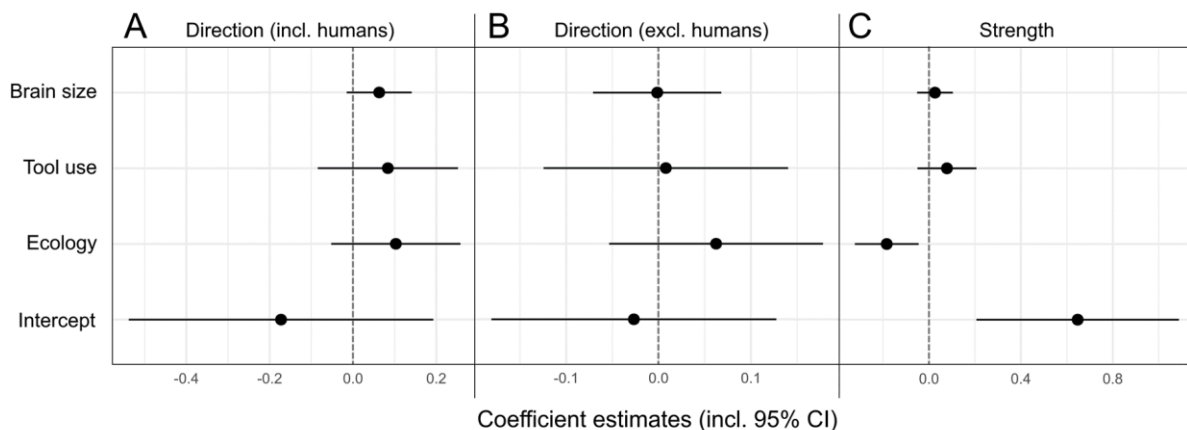 A Direction (incl. humans) B Direction (excl. humans) C Strength
Brain size
Tool use
Ecology
Intercept
-0.4 -0.2 0.0 0.2 -0.1 0.0 0.1 0.0 0.4 0.8
Coefficient estimates (incl. 95% CI)